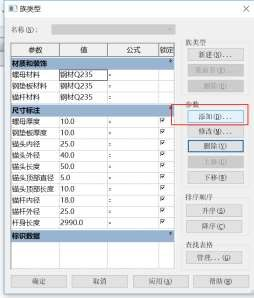 族类型
名称(N):
参数 值 公式 锁定
材质和装饰
螺母材料 钢材Q235 =
钢垫板材料 钢材Q235 =
锚杆材料 钢材Q235 =
尺寸标注
螺母厚度 10.0 =
钢垫板厚度 10.0 =
锚头内径 25.0 =
锚头外径 40.0 =
锚头长度 50.0 =
锚头顶部直径 5.0 =
锚头顶部长度 10.0 =
锚杆内径 18.0 =
锚杆外径 25.0 =
杆身长度 2990.0 =
标识数据
族类型
新建(N)...
重命名(R)...
删除(E)
参数
添加(D)...
修改(M)...
删除(V)
上移(U)
下移(W)
排序顺序
升序(S)
降序(C)
查找表格
管理...(G)
确定 取消 应用(A) 帮助(H)